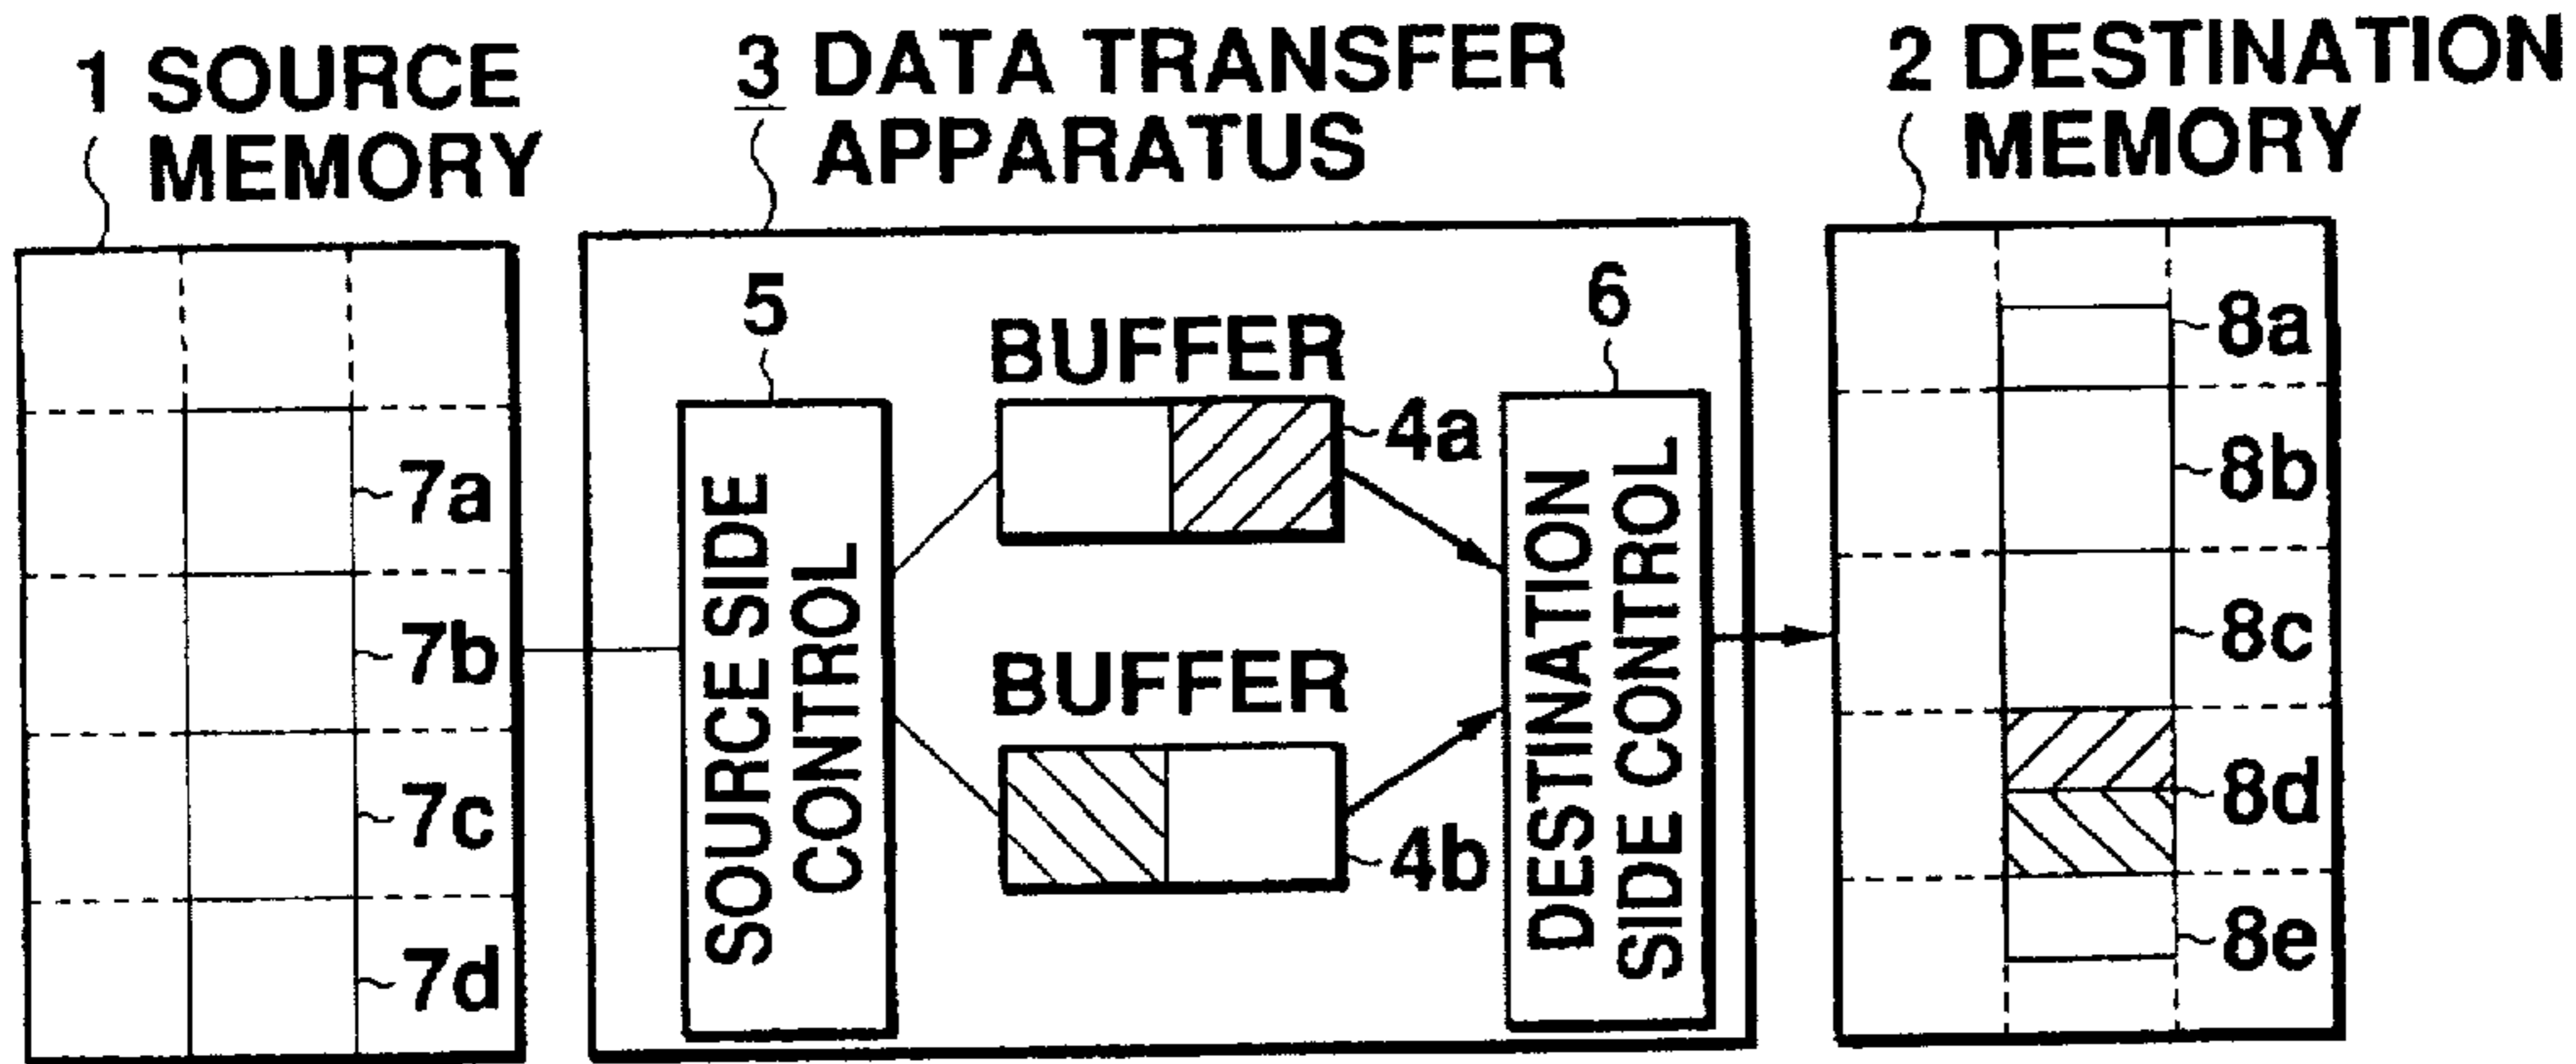 1 SOURCE
MEMORY
3 DATA TRANSFER
APPARATUS
2 DESTINATION
MEMORY
7a
7b
7c
7d
5
SOURCE SIDE
CONTROL
BUFFER
4a
BUFFER
4b
6
DESTINATION
SIDE CONTROL
8a
8b
8c
8d
8e